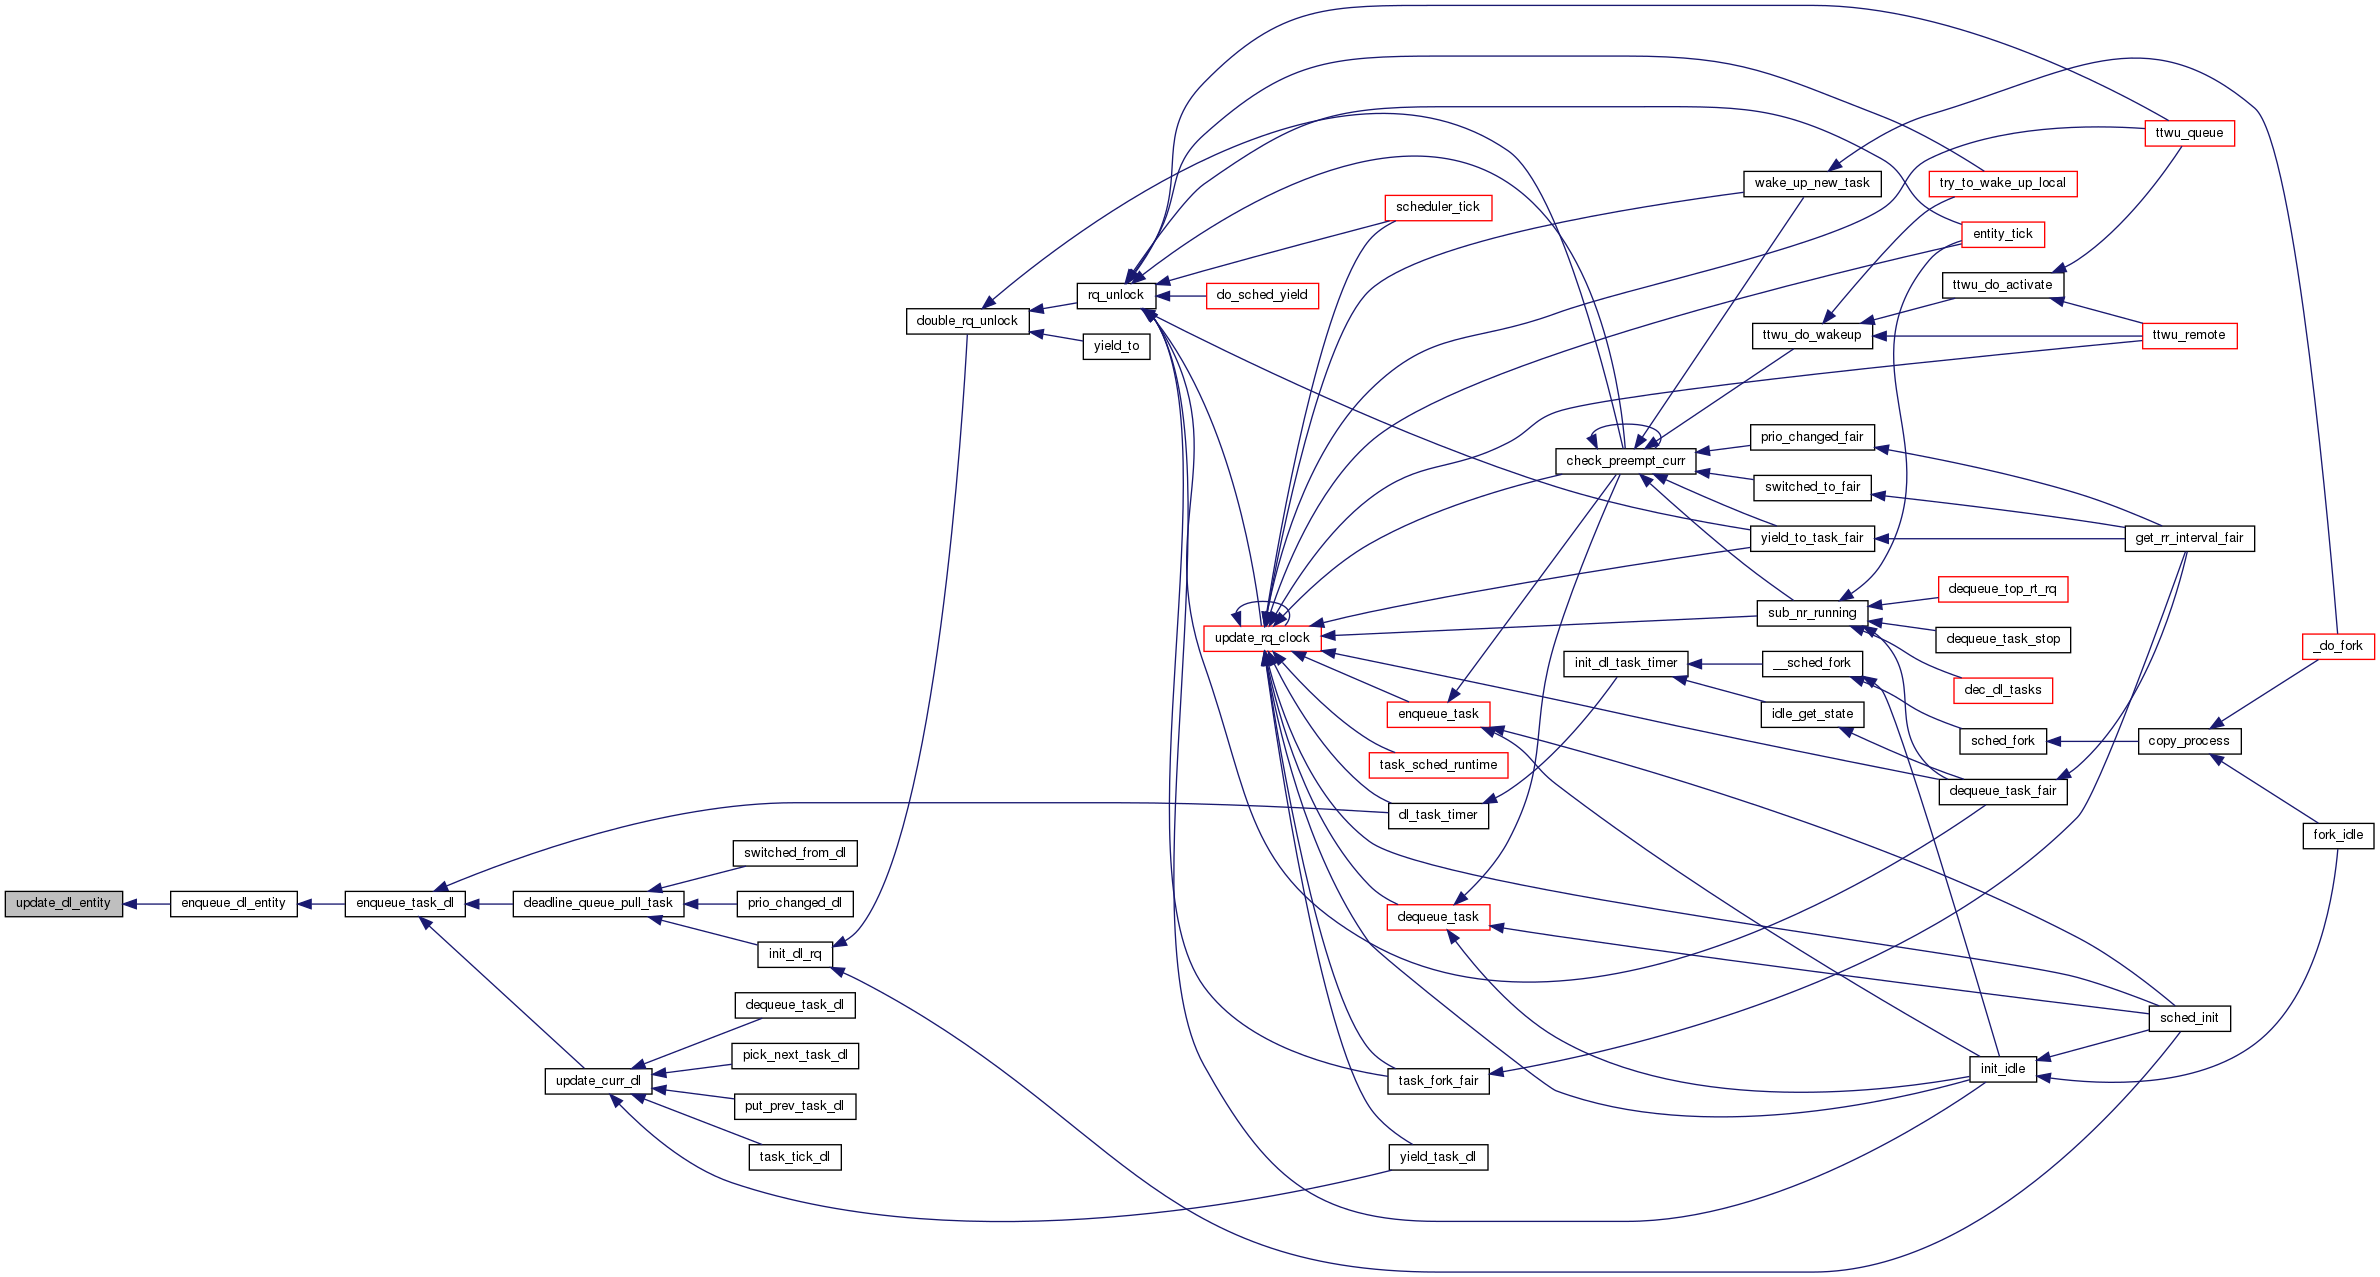 update_dl_entity
enqueue_dl_entity
enqueue_task_dl
deadline_queue_pull_task
switched_from_dl
prio_changed_dl
init_dl_rq
update_curr_dl
dequeue_task_dl
pick_next_task_dl
put_prev_task_dl
task_tick_dl
double_rq_unlock
rq_unlock
yield_to
scheduler_tick
do_sched_yield
update_rq_clock
enqueue_task
task_sched_runtime
dl_task_timer
dequeue_task
task_fork_fair
yield_task_dl
check_preempt_curr
init_dl_task_timer
wake_up_new_task
ttwu_do_wakeup
prio_changed_fair
switched_to_fair
yield_to_task_fair
sub_nr_running
__sched_fork
idle_get_state
try_to_wake_up_local
entity_tick
ttwu_do_activate
dequeue_top_rt_rq
dequeue_task_stop
dec_dl_tasks
sched_fork
dequeue_task_fair
init_idle
ttwu_queue
ttwu_remote
get_rr_interval_fair
copy_process
sched_init
_do_fork
fork_idle